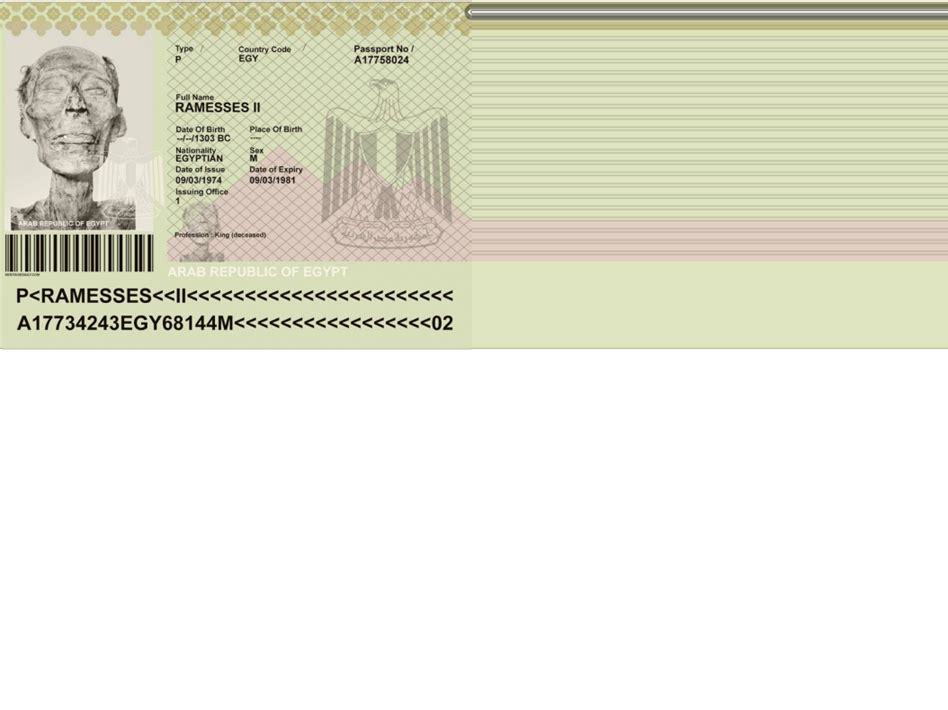 Type /
P
Country Code /
EGY
Passport No /
A17758024
Full Name
RAMESSES II
Date Of Birth
--/--/1303 BC
Place Of Birth
----
Nationality
EGYPTIAN
Sex
M
Date of Issue
09/03/1974
Date of Expiry
09/03/1981
Issuing Office
1
Profession : King (deceased)
ARAB REPUBLIC OF EGYPT
ARAB REPUBLIC OF EGYPT
P<RAMESSES<<II<<<<<<<<<<<<<<<<<<<<<<<
A17734243EGY68144M<<<<<<<<<<<<<<<<<02